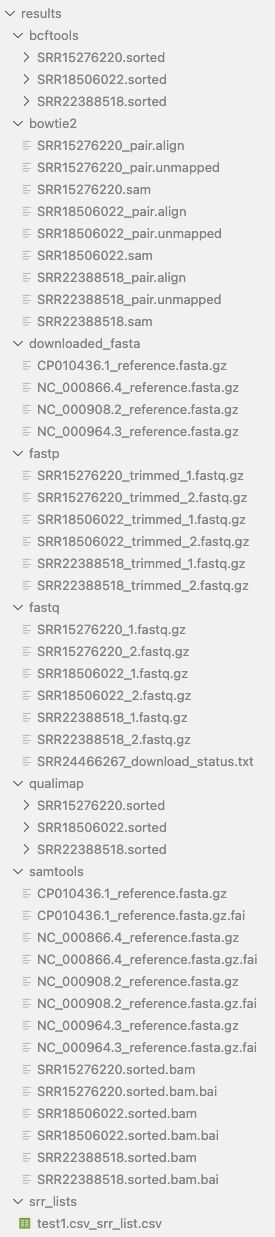 results
bcftools
SRR15276220.sorted
SRR18506022.sorted
SRR22388518.sorted
bowtie2
SRR15276220_pair.align
SRR15276220_pair.unmapped
SRR15276220.sam
SRR18506022_pair.align
SRR18506022_pair.unmapped
SRR18506022.sam
SRR22388518_pair.align
SRR22388518_pair.unmapped
SRR22388518.sam
downloaded_fasta
CP010436.1_reference.fasta.gz
NC_000866.4_reference.fasta.gz
NC_000908.2_reference.fasta.gz
NC_000964.3_reference.fasta.gz
fastp
SRR15276220_trimmed_1.fastq.gz
SRR15276220_trimmed_2.fastq.gz
SRR18506022_trimmed_1.fastq.gz
SRR18506022_trimmed_2.fastq.gz
SRR22388518_trimmed_1.fastq.gz
SRR22388518_trimmed_2.fastq.gz
fastq
SRR15276220_1.fastq.gz
SRR15276220_2.fastq.gz
SRR18506022_1.fastq.gz
SRR18506022_2.fastq.gz
SRR22388518_1.fastq.gz
SRR22388518_2.fastq.gz
SRR24466267_download_status.txt
qualimap
SRR15276220.sorted
SRR18506022.sorted
SRR22388518.sorted
samtools
CP010436.1_reference.fasta.gz
CP010436.1_reference.fasta.gz.fai
NC_000866.4_reference.fasta.gz
NC_000866.4_reference.fasta.gz.fai
NC_000908.2_reference.fasta.gz
NC_000908.2_reference.fasta.gz.fai
NC_000964.3_reference.fasta.gz
NC_000964.3_reference.fasta.gz.fai
SRR15276220.sorted.bam
SRR15276220.sorted.bam.bai
SRR18506022.sorted.bam
SRR18506022.sorted.bam.bai
SRR22388518.sorted.bam
SRR22388518.sorted.bam.bai
srr_lists
test1.csv_srr_list.csv